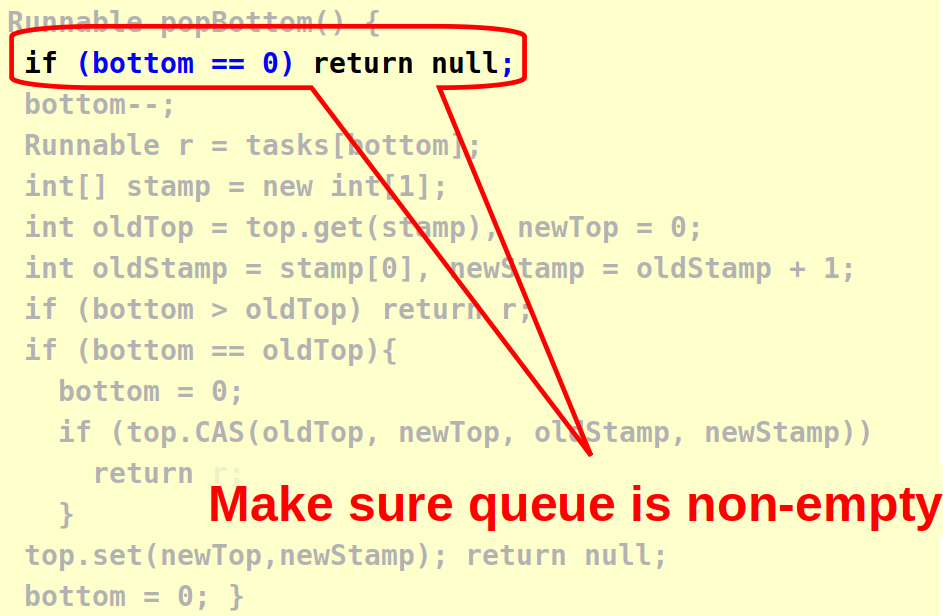 Runnable popBottom() {
if (bottom == 0) return null;
bottom--;
Runnable r = tasks[bottom];
int[] stamp = new int[1];
int oldTop = top.get(stamp), newTop = 0;
int oldStamp = stamp[0], newStamp = oldStamp + 1;
if (bottom > oldTop) return r;
if (bottom == oldTop){
bottom = 0;
if (top.CAS(oldTop, newTop, oldStamp, newStamp))
return r;
Make sure queue is non-empty
}
top.set(newTop,newStamp); return null;
bottom = 0; }